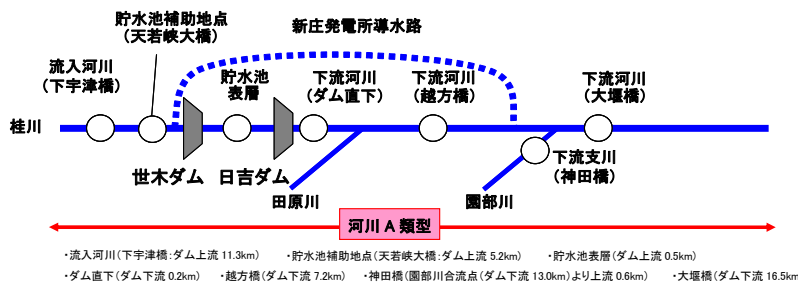 貯水池補助地点
(天若峡大橋)
新庄発電所導水路
流入河川
(下宇津橋)
貯水池
表層
下流河川
(ダム直下)
下流河川
(越方橋)
下流河川
(大堰橋)
桂川
世木ダム
日吉ダム
下流支川
(神田橋)
田原川
園部川
河川A類型
・流入河川(下宇津橋:ダム上流 11.3km) ・貯水池補助地点(天若峡大橋:ダム上流 5.2km) ・貯水池表層(ダム上流 0.5km)
・ダム直下(ダム下流 0.2km) ・越方橋(ダム下流 7.2km) ・神田橋(園部川合流点(ダム下流 13.0km)より上流 0.6km) ・大堰橋(ダム下流 16.5km